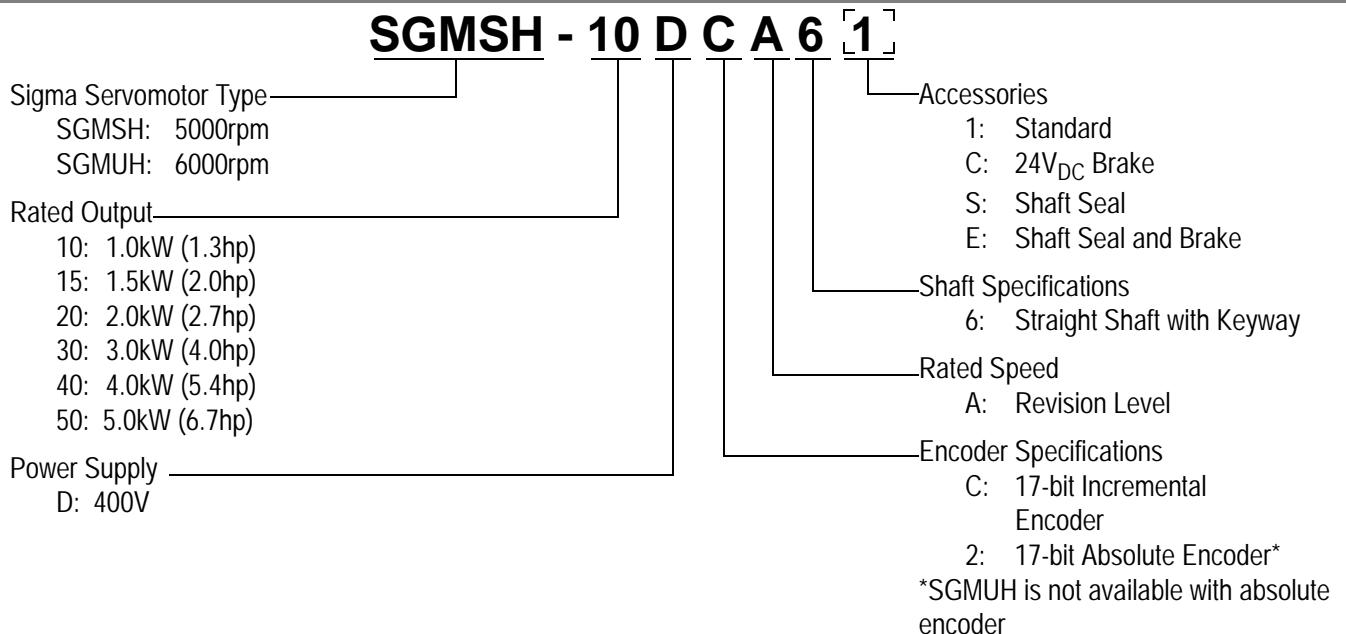 SGMSH - 10 D C A 6 1
Sigma Servomotor Type
SGMSH: 5000rpm
SGMUH: 6000rpm
Rated Output
10: 1.0kW (1.3hp)
15: 1.5kW (2.0hp)
20: 2.0kW (2.7hp)
30: 3.0kW (4.0hp)
40: 4.0kW (5.4hp)
50: 5.0kW (6.7hp)
Power Supply
D: 400V
Accessories
1: Standard
C: 24VDC Brake
S: Shaft Seal
E: Shaft Seal and Brake
Shaft Specifications
6: Straight Shaft with Keyway
Rated Speed
A: Revision Level
Encoder Specifications
C: 17-bit Incremental
Encoder
2: 17-bit Absolute Encoder*
*SGMUH is not available with absolute
encoder